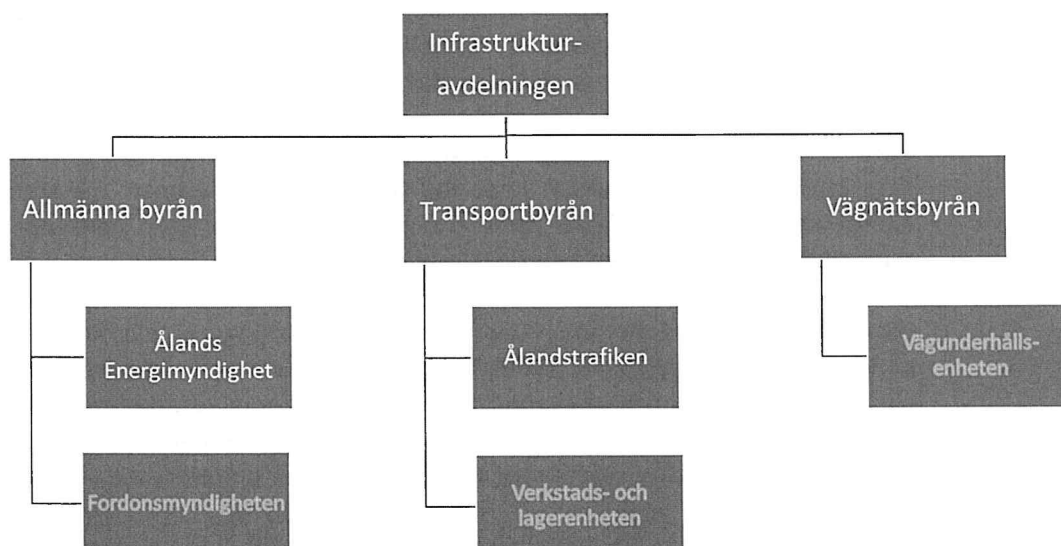 Infrastruktur-
avdelningen
Allmänna byrån
Transportbyrån
Vägnätsbyrån
Ålands
Energimyndighet
Ålandstrafiken
Vägunderhålls-
enheten
Fordonsmyndigheten
Verkstads- och
lagerenheten